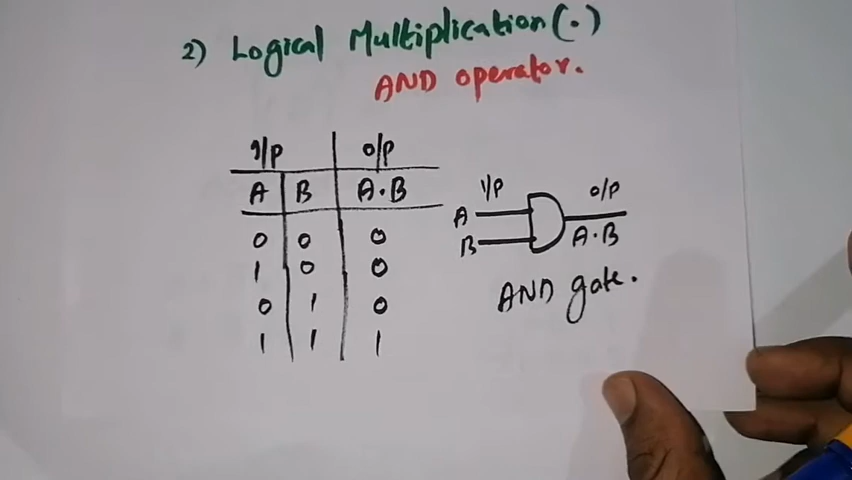 2) Logical Multiplication (·)
AND operator.
I/P O/P
A B A·B
0 0 0
1 0 0
0 1 0
1 1 1
I/P O/P
A
B A·B
AND gate.